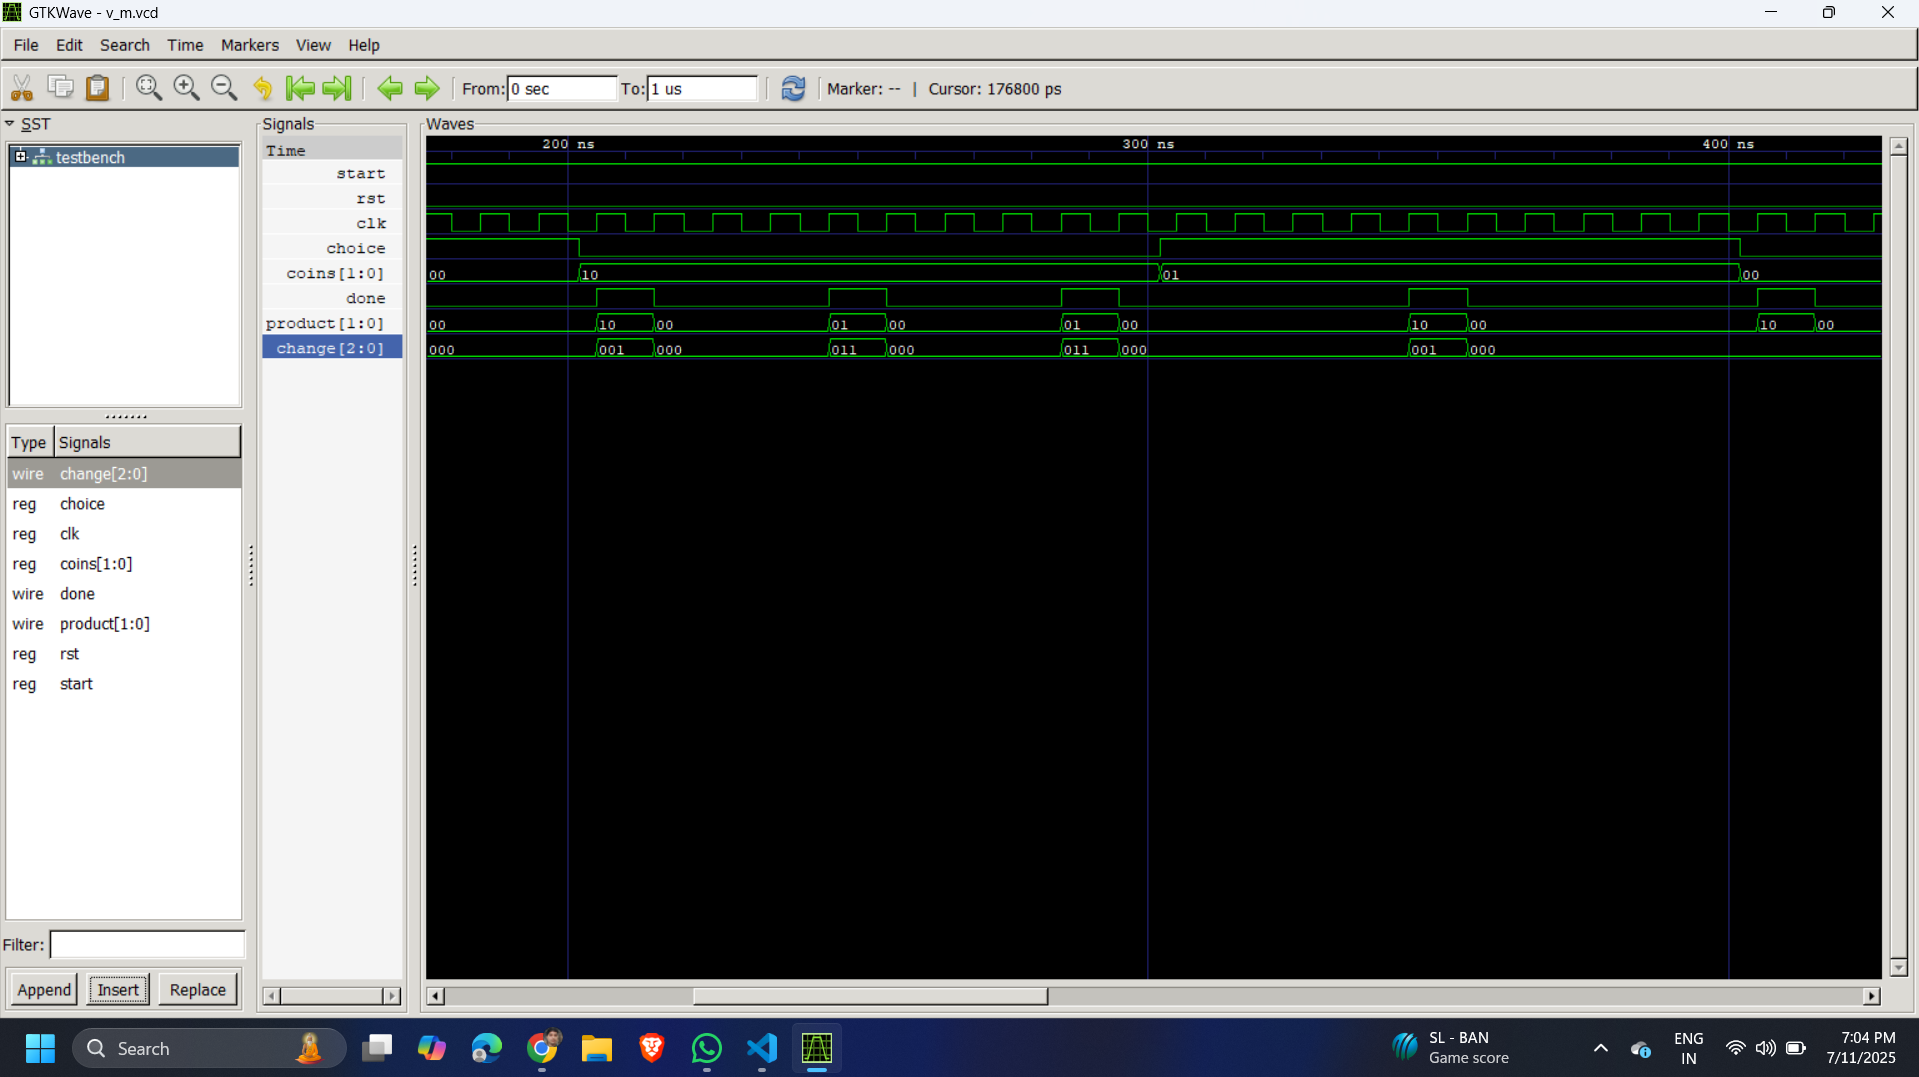 GTKWave - v_m.vcd
File Edit Search Time Markers View Help
From: 0 sec To: 1 us Marker: -- | Cursor: 176800 ps
SST
testbench
Type Signals
wire change[2:0]
reg choice
reg clk
reg coins[1:0]
wire done
wire product[1:0]
reg rst
reg start
Filter:
Append Insert Replace
Signals
Time
start
rst
clk
choice
coins[1:0]
done
product[1:0]
change[2:0]
Waves
200 ns 300 ns 400 ns
00 10 01 00
00 10 00 01 00 01 00 10 00 10 00
000 001 000 011 000 011 000 001 000
Search
SL - BAN
Game score
ENG
IN
7:04 PM
7/11/2025